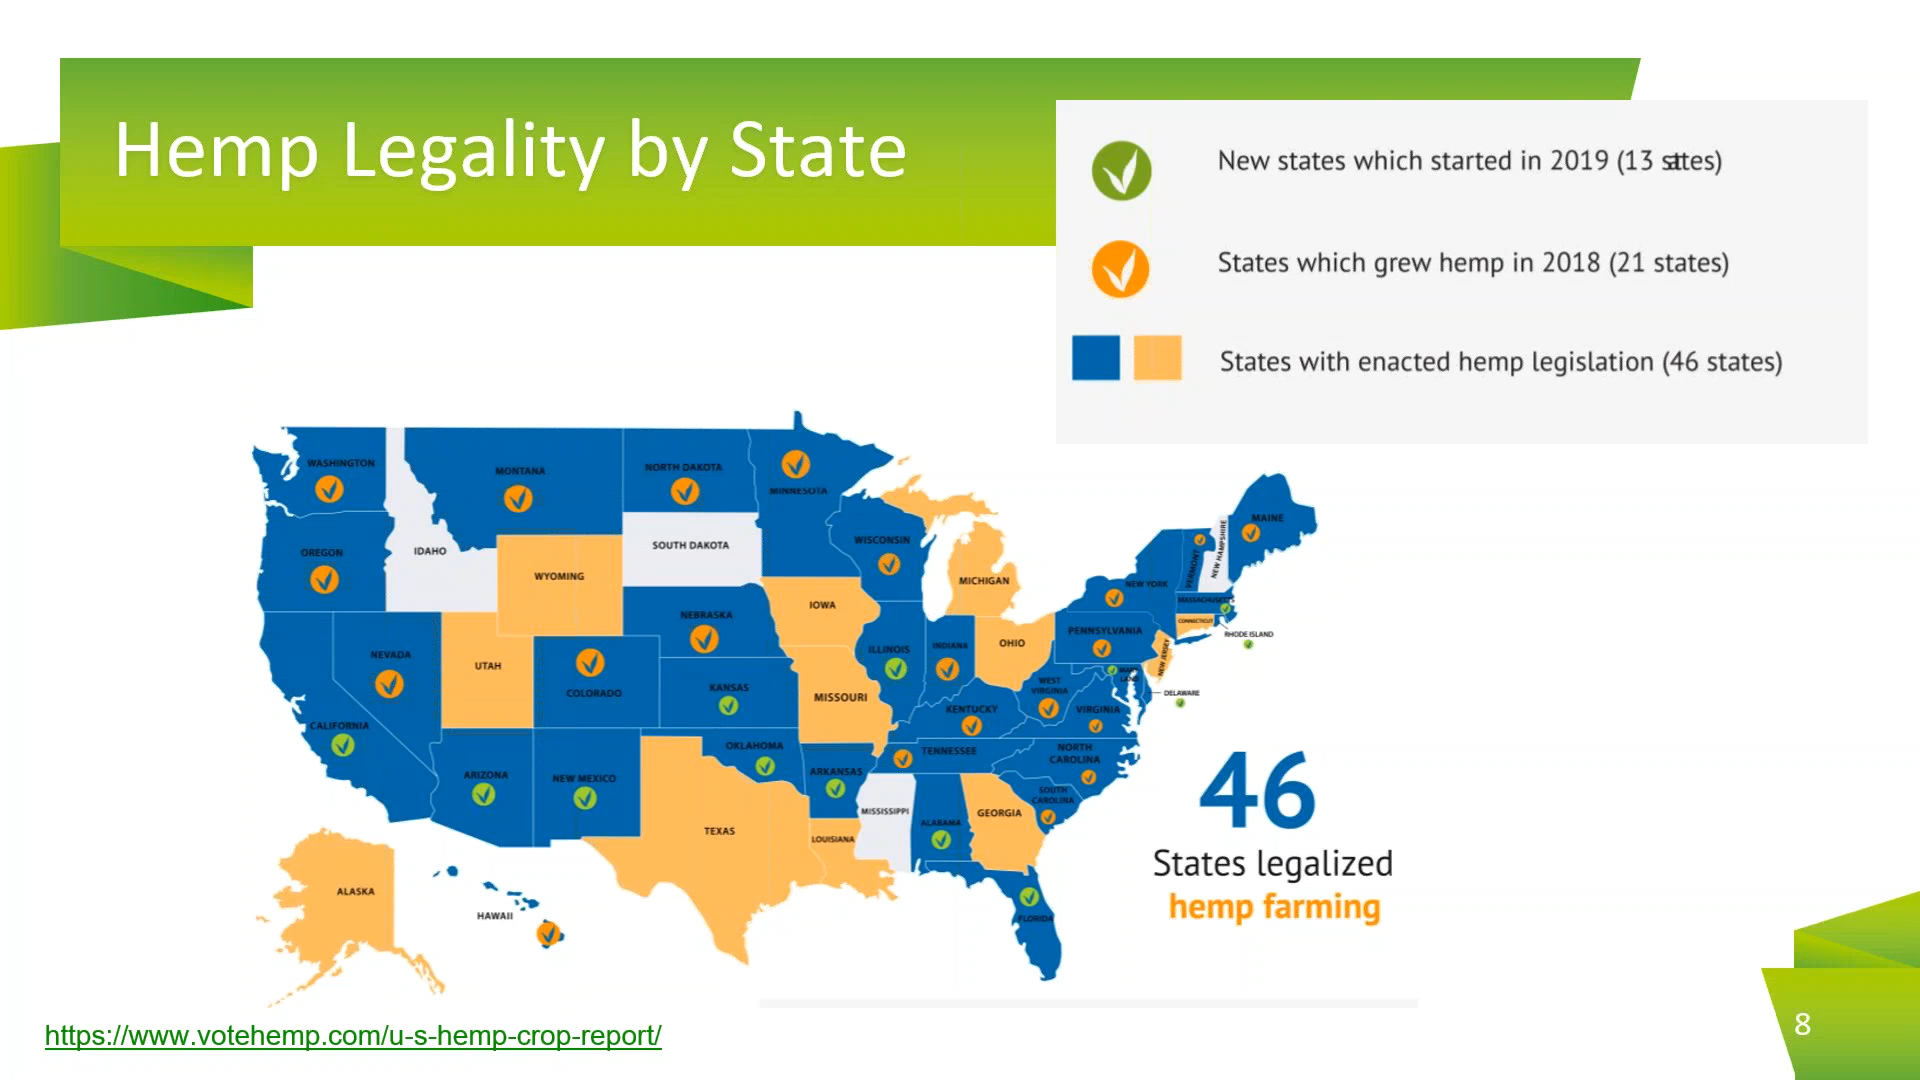 Hemp Legality by State
New states which started in 2019 (13 sttes)
States which grew hemp in 2018 (21 states)
States with enacted hemp legislation (46 states)
WASHINGTON
MONTANA
NORTH DAKOTA
MINNESOTA
OREGON
IDAHO
WYOMING
SOUTH DAKOTA
WISCONSIN
MICHIGAN
NEW YORK
VERMONT
NEW HAMPSHIRE
MAINE
MASSACHUSETTS
CONNECTICUT
RHODE ISLAND
NEVADA
UTAH
COLORADO
NEBRASKA
IOWA
ILLINOIS
INDIANA
OHIO
PENNSYLVANIA
NEW JERSEY
MARY
LAND
DELAWARE
CALIFORNIA
KANSAS
MISSOURI
KENTUCKY
WEST
VIRGINIA
VIRGINIA
ARIZONA
NEW MEXICO
OKLAHOMA
ARKANSAS
TENNESSEE
NORTH
CAROLINA
SOUTH
CAROLINA
TEXAS
LOUISIANA
MISSISSIPPI
ALABAMA
GEORGIA
FLORIDA
ALASKA
HAWAII
46
States legalized
hemp farming
https://www.votehemp.com/u-s-hemp-crop-report/
8